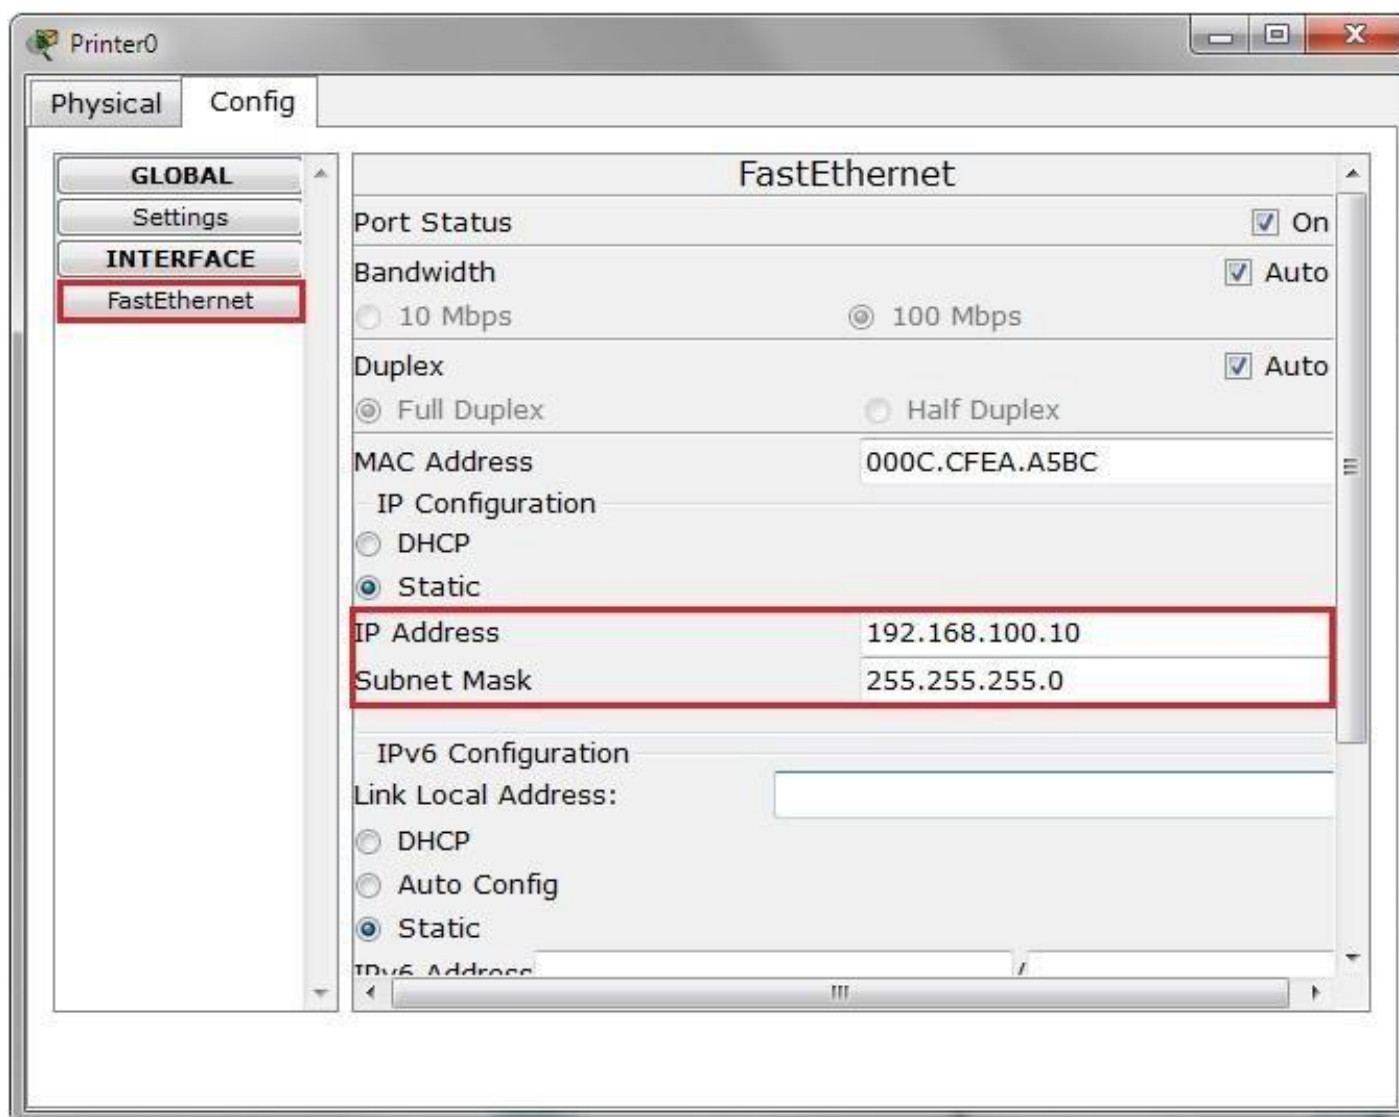 Printer0
Physical Config
GLOBAL
Settings
INTERFACE
FastEthernet
FastEthernet
Port Status On
Bandwidth Auto
10 Mbps 100 Mbps
Duplex Auto
Full Duplex Half Duplex
MAC Address 000C.CFEA.A5BC
IP Configuration
DHCP
Static
IP Address 192.168.100.10
Subnet Mask 255.255.255.0
IPv6 Configuration
Link Local Address:
DHCP
Auto Config
Static
IPv6 Address /